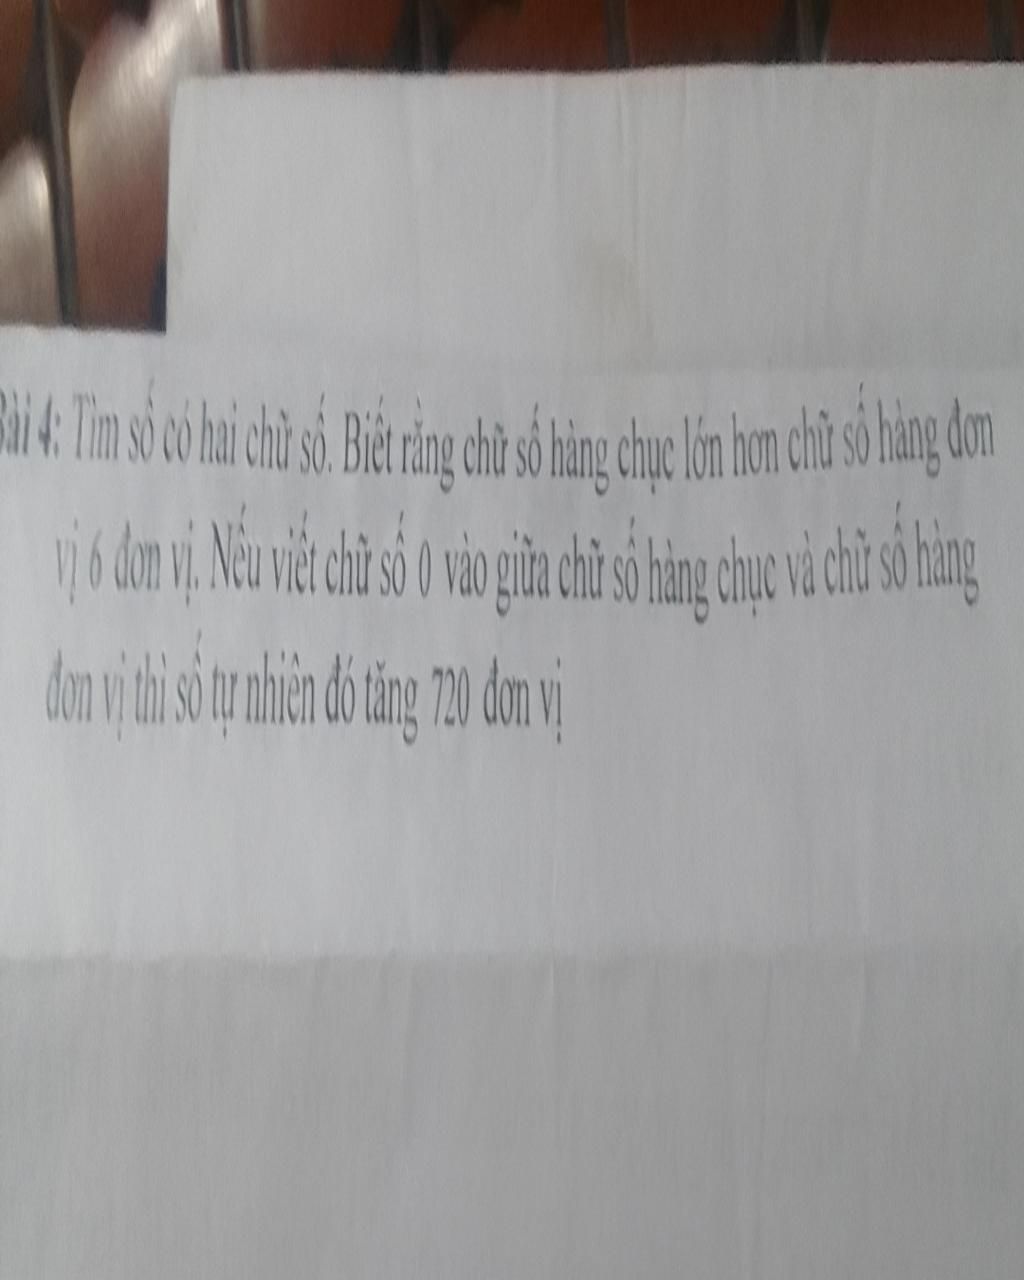 Bài 4: Tìm số có hai chữ số. Biết rằng chữ số hàng chục lớn hơn chữ số hàng đơn
vị 6 đơn vị. Nếu viết chữ số 0 vào giữa chữ số hàng chục và chữ số hàng
đơn vị thì số tự nhiên đó tăng 720 đơn vị